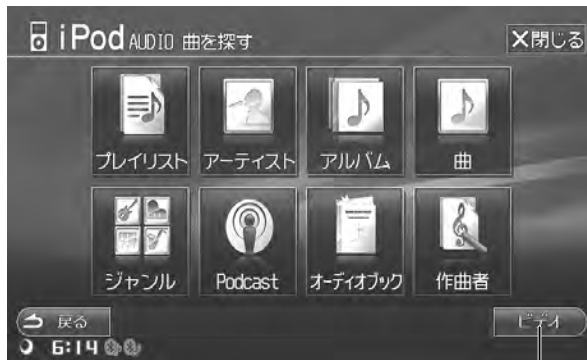 iPod AUDIO 曲を探す
✕閉じる
プレイリスト アーティスト アルバム 曲
ジャンル Podcast オーディオブック 作曲者
戻る
ビデオ
6:14